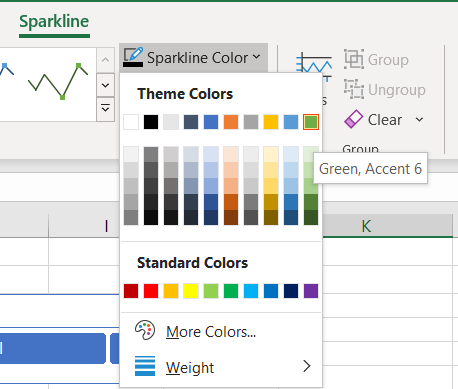 Sparkline
Sparkline Color
Group
Ungroup
Clear
Theme Colors
Group
Green, Accent 6
I
K
Standard Colors
More Colors...
Weight